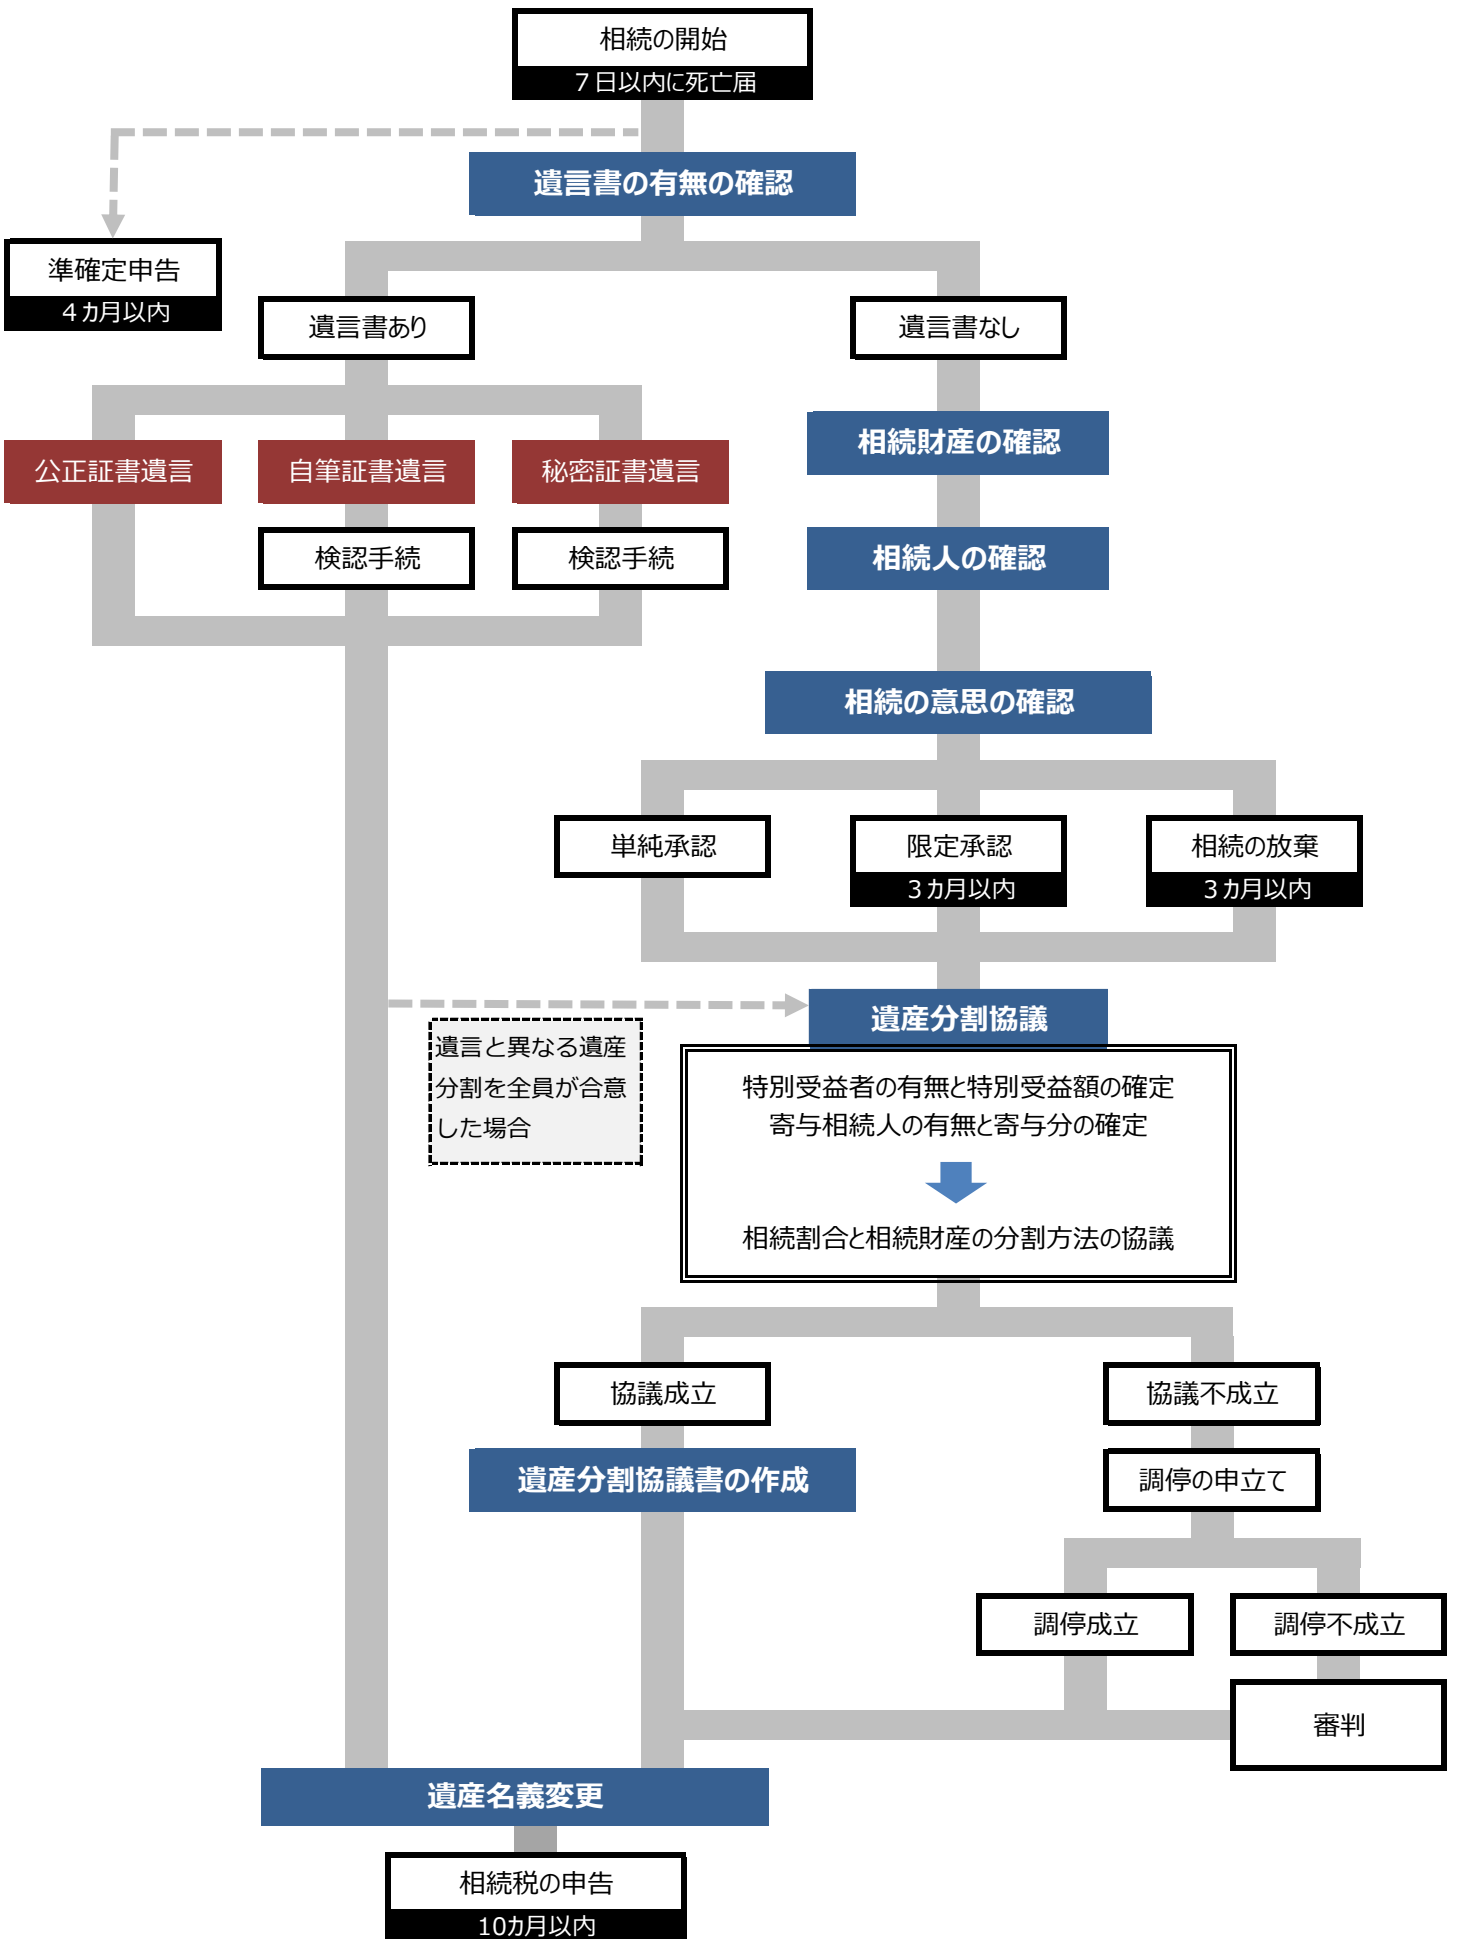 相続の開始
７日以内に死亡届
遺言書の有無の確認
準確定申告
４カ月以内
遺言書あり
遺言書なし
相続財産の確認
公正証書遺言
自筆証書遺言
秘密証書遺言
検認手続
検認手続
相続人の確認
相続の意思の確認
単純承認
限定承認
３カ月以内
相続の放棄
３カ月以内
遺産分割協議
遺言と異なる遺産
分割を全員が合意
した場合
特別受益者の有無と特別受益額の確定
寄与相続人の有無と寄与分の確定
相続割合と相続財産の分割方法の協議
協議成立
協議不成立
遺産分割協議書の作成
調停の申立て
調停成立
調停不成立
審判
遺産名義変更
相続税の申告
10カ月以内